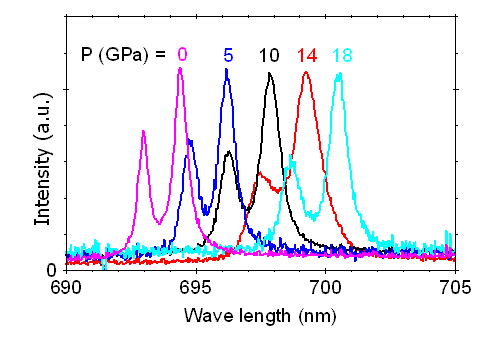 P (GPa) = 0 5 10 14 18
Intensity (a.u.)
0
690 695 700 705
Wave length (nm)